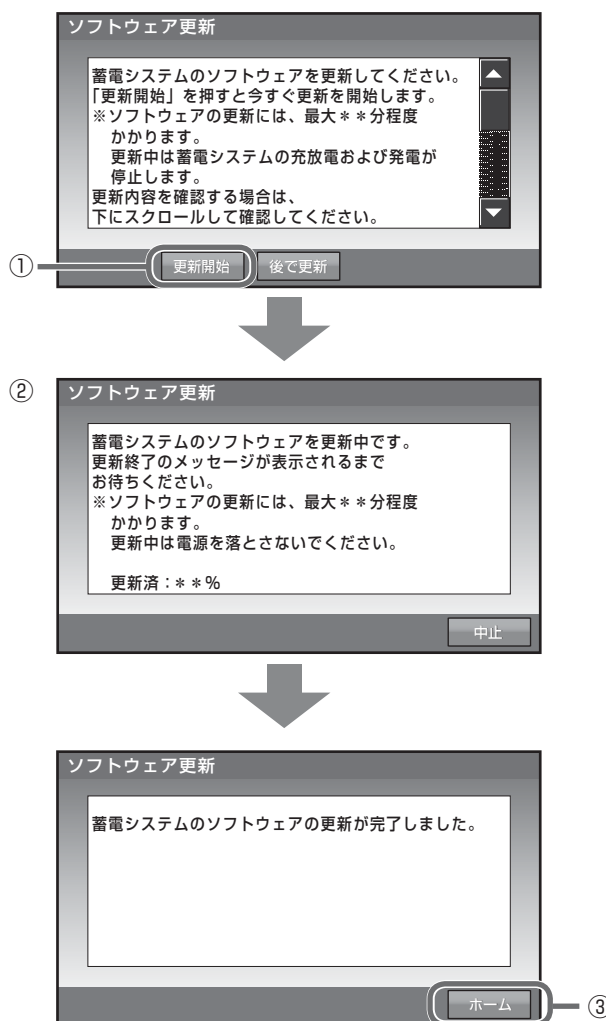 ソフトウェア更新
蓄電システムのソフトウェアを更新してください。
「更新開始」を押すと今すぐ更新を開始します。
※ソフトウェアの更新には、最大＊＊分程度
かかります。
更新中は蓄電システムの充放電および発電が
停止します。
更新内容を確認する場合は、
下にスクロールして確認してください。
① 更新開始 後で更新
② ソフトウェア更新
蓄電システムのソフトウェアを更新中です。
更新終了のメッセージが表示されるまで
お待ちください。
※ソフトウェアの更新には、最大＊＊分程度
かかります。
更新中は電源を落とさないでください。
更新済：＊＊％
中止
ソフトウェア更新
蓄電システムのソフトウェアの更新が完了しました。
ホーム ③